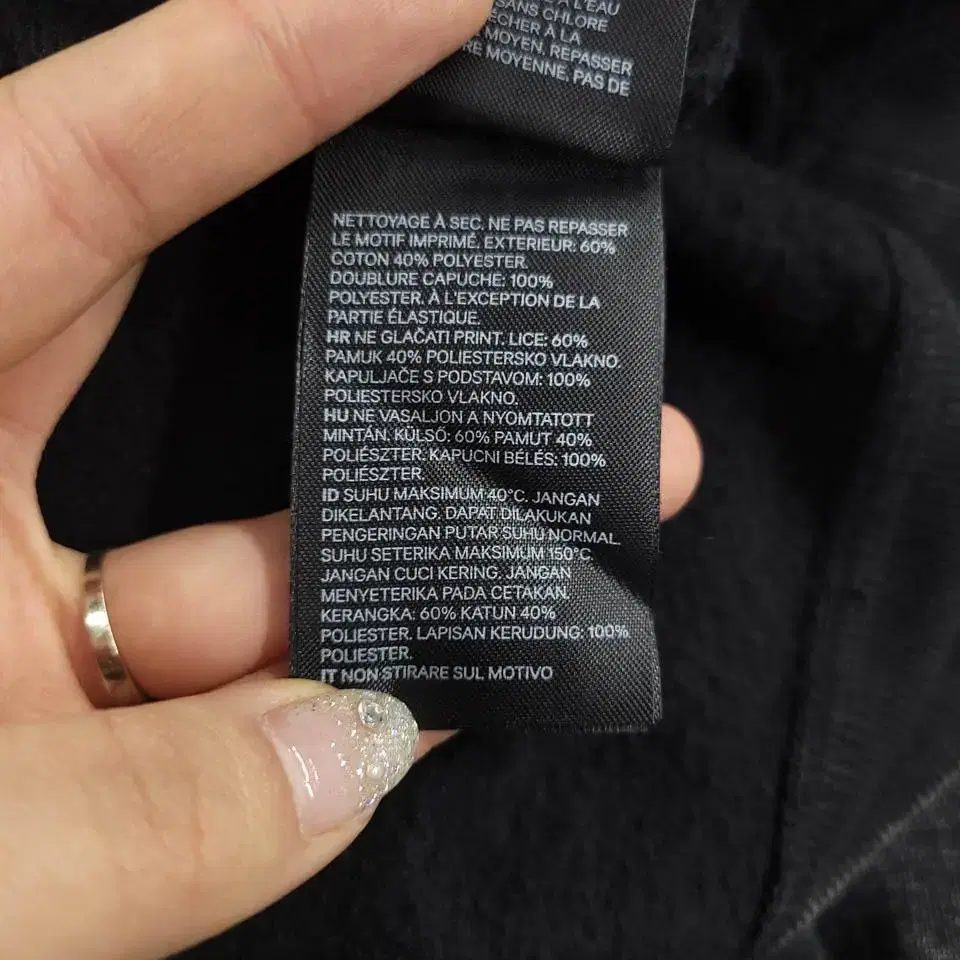 À L'EAU
SANS CHLORE
SÉCHER À LA
MOYEN. REPASSER
RE MOYENNE. PAS DE
NETTOYAGE À SEC. NE PAS REPASSER
LE MOTIF IMPRIMÉ. EXTERIEUR: 60%
COTON 40% POLYESTER.
DOUBLURE CAPUCHE: 100%
POLYESTER. À L'EXCEPTION DE LA
PARTIE ÉLASTIQUE.
HR NE GLAČATI PRINT. LICE: 60%
PAMUK 40% POLIESTERSKO VLAKNO.
KAPULJAČE S PODSTAVOM: 100%
POLIESTERSKO VLAKNO.
HU NE VASALJON A NYOMTATOTT
MINTÁN. KÜLSŐ: 60% PAMUT 40%
POLIÉSZTER. KAPUCNI BÉLÉS: 100%
POLIÉSZTER.
ID SUHU MAKSIMUM 40°C. JANGAN
DIKELANTANG. DAPAT DILAKUKAN
PENGERINGAN PUTAR SUHU NORMAL.
SUHU SETERIKA MAKSIMUM 150°C.
JANGAN CUCI KERING. JANGAN
MENYETERIKA PADA CETAKAN.
KERANGKA: 60% KATUN 40%
POLIESTER. LAPISAN KERUDUNG: 100%
POLIESTER.
IT NON STIRARE SUL MOTIVO